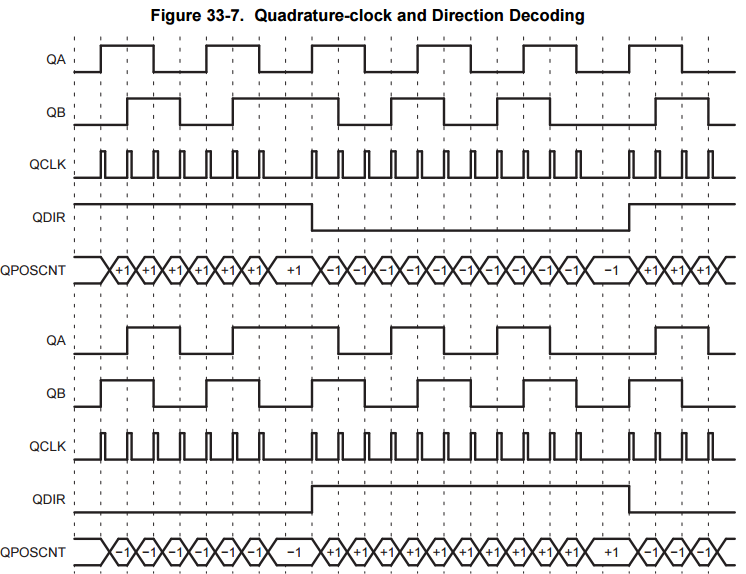 Figure 33-7. Quadrature-clock and Direction Decoding
QA
QB
QCLK
QDIR
QPOSCNT +1 +1 +1 +1 +1 +1 +1 −1 −1 −1 −1 −1 −1 −1 −1 −1 −1 −1 +1 +1 +1
QA
QB
QCLK
QDIR
QPOSCNT −1 −1 −1 −1 −1 −1 −1 +1 +1 +1 +1 +1 +1 +1 +1 +1 +1 +1 −1 −1 −1